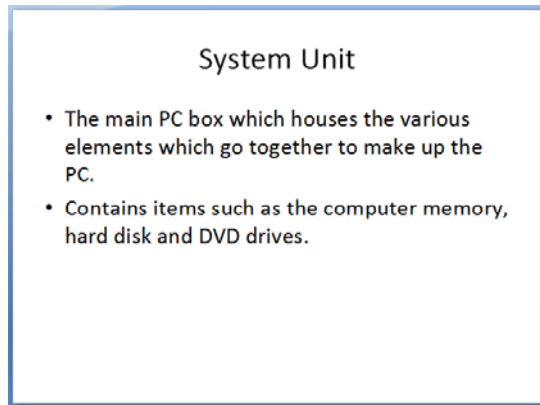 System Unit
• The main PC box which houses the various
elements which go together to make up the
PC.
• Contains items such as the computer memory,
hard disk and DVD drives.